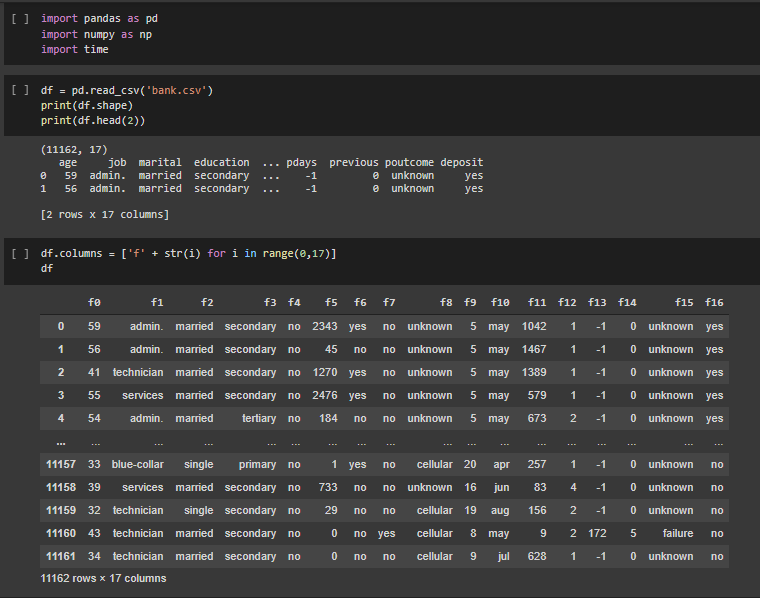 [ ] import pandas as pd
import numpy as np
import time
[ ] df = pd.read_csv('bank.csv')
print(df.shape)
print(df.head(2))
(11162, 17)
age job marital education ... pdays previous poutcome deposit
0 59 admin. married secondary ... -1 0 unknown yes
1 56 admin. married secondary ... -1 0 unknown yes
[2 rows x 17 columns]
[ ] df.columns = ['f' + str(i) for i in range(0,17)]
df
f0 f1 f2 f3 f4 f5 f6 f7 f8 f9 f10 f11 f12 f13 f14 f15 f16
0 59 admin. married secondary no 2343 yes no unknown 5 may 1042 1 -1 0 unknown yes
1 56 admin. married secondary no 45 no no unknown 5 may 1467 1 -1 0 unknown yes
2 41 technician married secondary no 1270 yes no unknown 5 may 1389 1 -1 0 unknown yes
3 55 services married secondary no 2476 yes no unknown 5 may 579 1 -1 0 unknown yes
4 54 admin. married tertiary no 184 no no unknown 5 may 673 2 -1 0 unknown yes
... ... ... ... ... ... ... ... ... ... ... ... ... ... ... ... ... ...
11157 33 blue-collar single primary no 1 yes no cellular 20 apr 257 1 -1 0 unknown no
11158 39 services married secondary no 733 no no unknown 16 jun 83 4 -1 0 unknown no
11159 32 technician single secondary no 29 no no cellular 19 aug 156 2 -1 0 unknown no
11160 43 technician married secondary no 0 no yes cellular 8 may 9 2 172 5 failure no
11161 34 technician married secondary no 0 no no cellular 9 jul 628 1 -1 0 unknown no
11162 rows × 17 columns